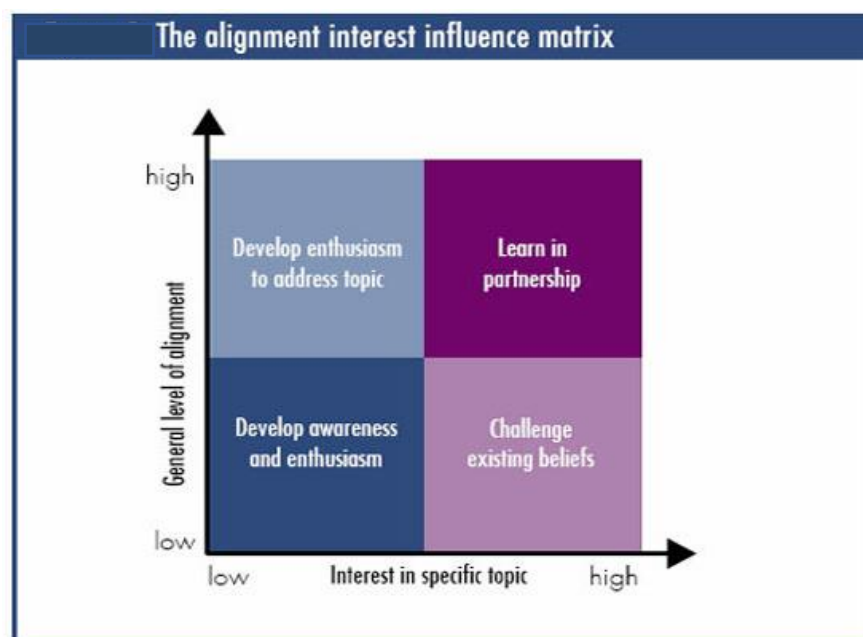 The alignment interest influence matrix
high
Develop enthusiasm
to address topic
Learn in
partnership
General level of alignment
Develop awareness
and enthusiasm
Challenge
existing beliefs
low
low
Interest in specific topic
high